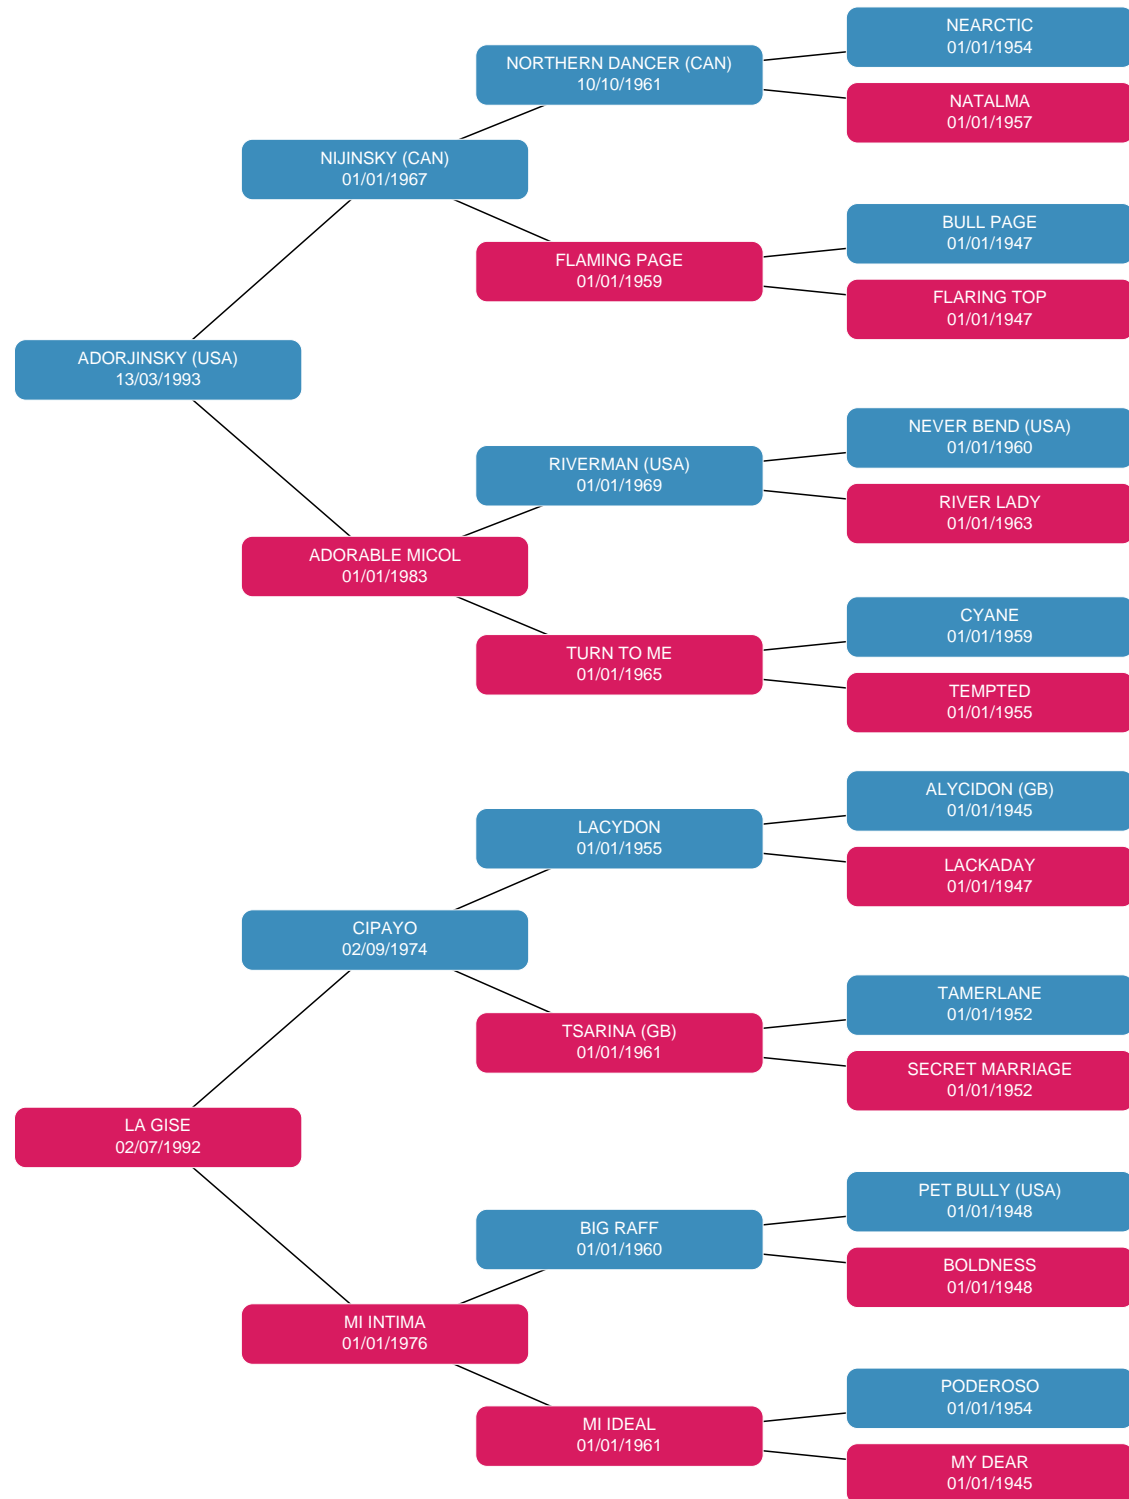 NEARCTIC
01/01/1954
NORTHERN DANCER (CAN)
10/10/1961
NATALMA
01/01/1957
NIJINSKY (CAN)
01/01/1967
BULL PAGE
01/01/1947
FLAMING PAGE
01/01/1959
FLARING TOP
01/01/1947
ADORJINSKY (USA)
13/03/1993
NEVER BEND (USA)
01/01/1960
RIVERMAN (USA)
01/01/1969
RIVER LADY
01/01/1963
ADORABLE MICOL
01/01/1983
CYANE
01/01/1959
TURN TO ME
01/01/1965
TEMPTED
01/01/1955
ALYCIDON (GB)
01/01/1945
LACYDON
01/01/1955
LACKADAY
01/01/1947
CIPAYO
02/09/1974
TAMERLANE
01/01/1952
TSARINA (GB)
01/01/1961
SECRET MARRIAGE
01/01/1952
LA GISE
02/07/1992
PET BULLY (USA)
01/01/1948
BIG RAFF
01/01/1960
BOLDNESS
01/01/1948
MI INTIMA
01/01/1976
PODEROSO
01/01/1954
MI IDEAL
01/01/1961
MY DEAR
01/01/1945